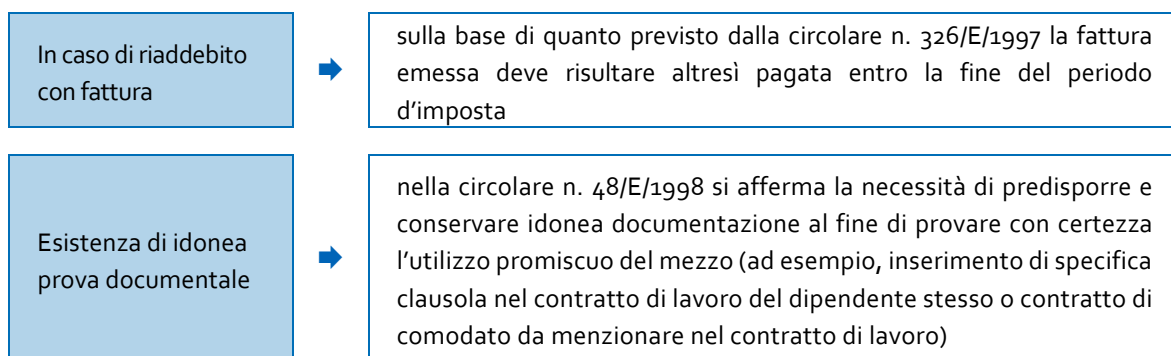 In caso di riaddebito
con fattura
sulla base di quanto previsto dalla circolare n. 326/E/1997 la fattura
emessa deve risultare altresì pagata entro la fine del periodo
d’imposta
Esistenza di idonea
prova documentale
nella circolare n. 48/E/1998 si afferma la necessità di predisporre e
conservare idonea documentazione al fine di provare con certezza
l’utilizzo promiscuo del mezzo (ad esempio, inserimento di specifica
clausola nel contratto di lavoro del dipendente stesso o contratto di
comodato da menzionare nel contratto di lavoro)